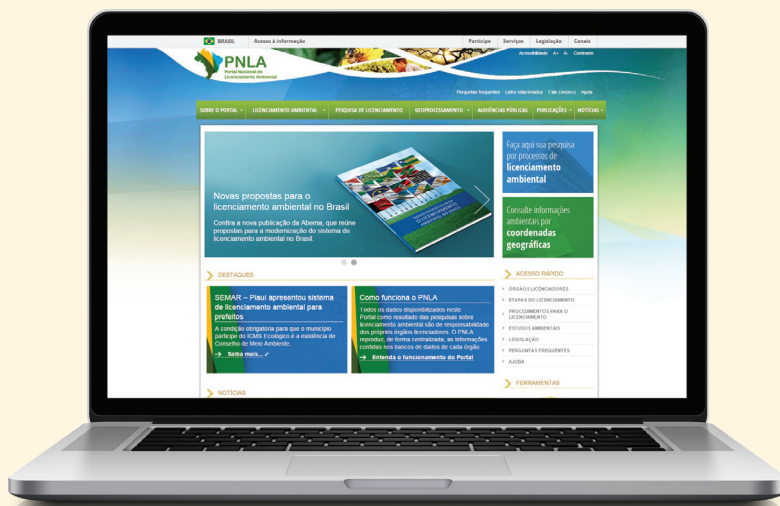 BRASIL Acesso à informação Participe Serviços Legislação Canais
Acessibilidade A+ A- Contraste
PNLA
Portal Nacional de
Licenciamento Ambiental
Perguntas frequentes Links relacionados Fale conosco Ajuda
SOBRE O PORTAL LICENCIAMENTO AMBIENTAL PESQUISA DE LICENCIAMENTO GEOPROCESSAMENTO AUDIÊNCIAS PÚBLICAS PUBLICAÇÕES NOTÍCIAS
Novas propostas para o
licenciamento ambiental no Brasil
Confira a nova publicação da Abema, que reúne
propostas para a modernização do sistema de
licenciamento ambiental no Brasil.
Novas propostas para
O LICENCIAMENTO
AMBIENTAL NO BRASIL
Faça aqui sua pesquisa
por processos de
licenciamento
ambiental
Consulte informações
ambientais por
coordenadas
geográficas
DESTAQUES
SEMAR – Piauí apresentou sistema
de licenciamento ambiental para
prefeitos
A condição obrigatória para que o município
participe do ICMS Ecológico é a existência de
Conselho de Meio Ambiente.
→ Saiba mais...
Como funciona o PNLA
Todos os dados disponibilizados neste
Portal como resultado das pesquisas sobre
licenciamento ambiental são de responsabilidade
dos próprios órgãos licenciadores. O PNLA
reproduz, de forma centralizada, as informações
contidas nos bancos de dados de cada órgão.
→ Entenda o funcionamento do Portal
ACESSO RÁPIDO
ÓRGÃOS LICENCIADORES
ETAPAS DO LICENCIAMENTO
PROCEDIMENTOS PARA O
LICENCIAMENTO
ESTUDOS AMBIENTAIS
LEGISLAÇÃO
PERGUNTAS FREQUENTES
AJUDA
FERRAMENTAS
NOTÍCIAS